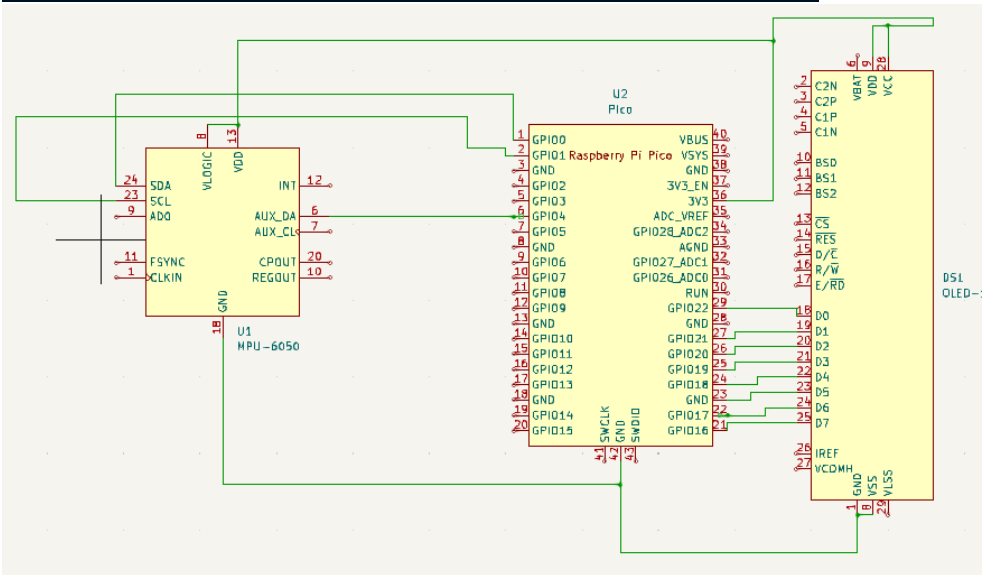 U2
Pico
Raspberry Pi Pico
1 GPIO0
2 GPIO1
3 GND
4 GPIO2
5 GPIO3
6 GPIO4
7 GPIO5
8 GND
9 GPIO6
10 GPIO7
11 GPIO8
12 GPIO9
13 GND
14 GPIO10
15 GPIO11
16 GPIO12
17 GPIO13
18 GND
19 GPIO14
20 GPIO15
VBUS 40
VSYS 39
GND 38
3V3_EN 37
3V3 36
ADC_VREF 35
GPIO28_ADC2 34
AGND 33
GPIO27_ADC1 32
GPIO26_ADC0 31
RUN 30
GPIO22 29
GND 28
GPIO21 27
GPIO20 26
GPIO19 25
GPIO18 24
GND 23
GPIO17 22
GPIO16 21
SWCLK 41
GND 42
SWDIO 43
8 VLOGIC
13 VDD
24 SDA
23 SCL
9 AD0
11 FSYNC
1 CLKIN
INT 12
AUX_DA 6
AUX_CL 7
CPOUT 20
REGOUT 10
GND 18
U1
MPU-6050
6 VBAT
9 VDD
28 VCC
2 C2N
3 C2P
4 C1P
5 C1N
10 BS0
11 BS1
12 BS2
13 CS
14 RES
15 D/C
16 R/W
17 E/RD
18 D0
19 D1
20 D2
21 D3
22 D4
23 D5
24 D6
25 D7
26 IREF
27 VCOMH
GND 1
VSS 8
VLSS 29
DS1
OLED-